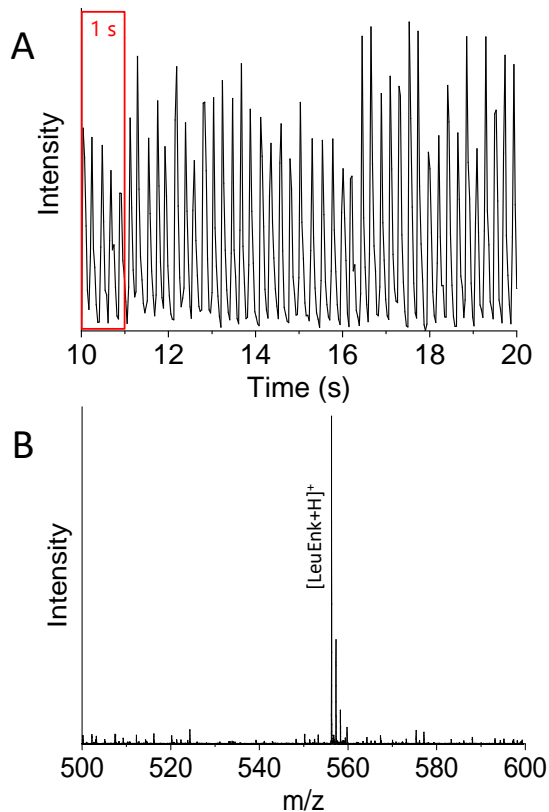 A
1 s
Intensity
10 12 14 16 18 20
Time (s)
B
[LeuEnk+H]⁺
Intensity
500 520 540 560 580 600
m/z